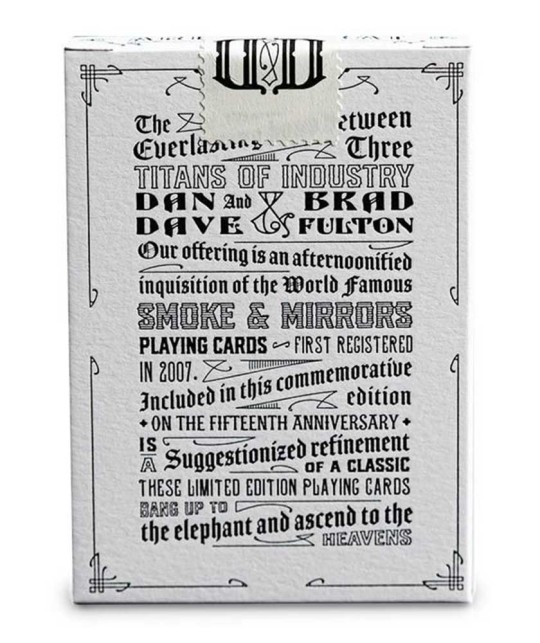 D D
The etween
Everlasting Three
TITANS OF INDUSTRY
DAN And & BRAD
DAVE FULTON
Our offering is an afternoonified
inquisition of the World Famous
SMOKE & MIRRORS
PLAYING CARDS FIRST REGISTERED
IN 2007.
Included in this commemorative
edition
ON THE FIFTEENTH ANNIVERSARY
IS
A Suggestionized refinement
OF A CLASSIC
THESE LIMITED EDITION PLAYING CARDS
BANG UP TO
the elephant and ascend to the
HEAVENS